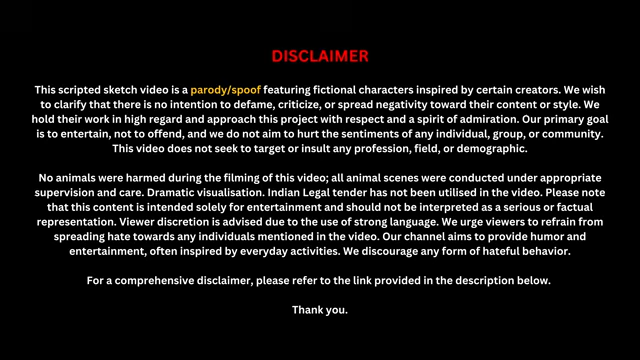 DISCLAIMER
This scripted sketch video is a parody/spoof featuring fictional characters inspired by certain creators. We wish
to clarify that there is no intention to defame, criticize, or spread negativity toward their content or style. We
hold their work in high regard and approach this project with respect and a spirit of admiration. Our primary goal
is to entertain, not to offend, and we do not aim to hurt the sentiments of any individual, group, or community.
This video does not seek to target or insult any profession, field, or demographic.
No animals were harmed during the filming of this video; all animal scenes were conducted under appropriate
supervision and care. Dramatic visualisation. Indian Legal tender has not been utilised in the video. Please note
that this content is intended solely for entertainment and should not be interpreted as a serious or factual
representation. Viewer discretion is advised due to the use of strong language. We urge viewers to refrain from
spreading hate towards any individuals mentioned in the video. Our channel aims to provide humor and
entertainment, often inspired by everyday activities. We discourage any form of hateful behavior.
For a comprehensive disclaimer, please refer to the link provided in the description below.
Thank you.